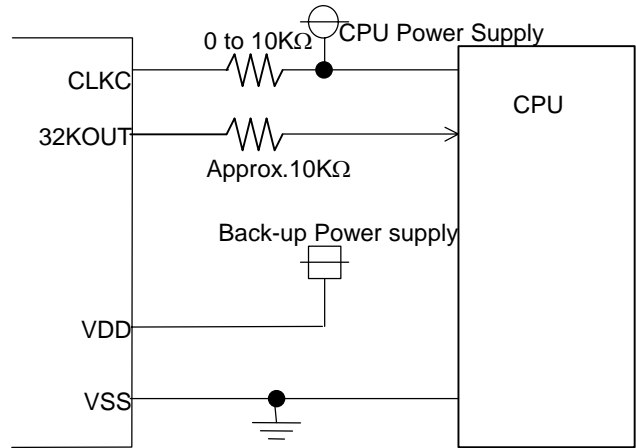 0 to 10KΩ
CPU Power Supply
CLKC
CPU
32KOUT
Approx.10KΩ
Back-up Power supply
VDD
VSS